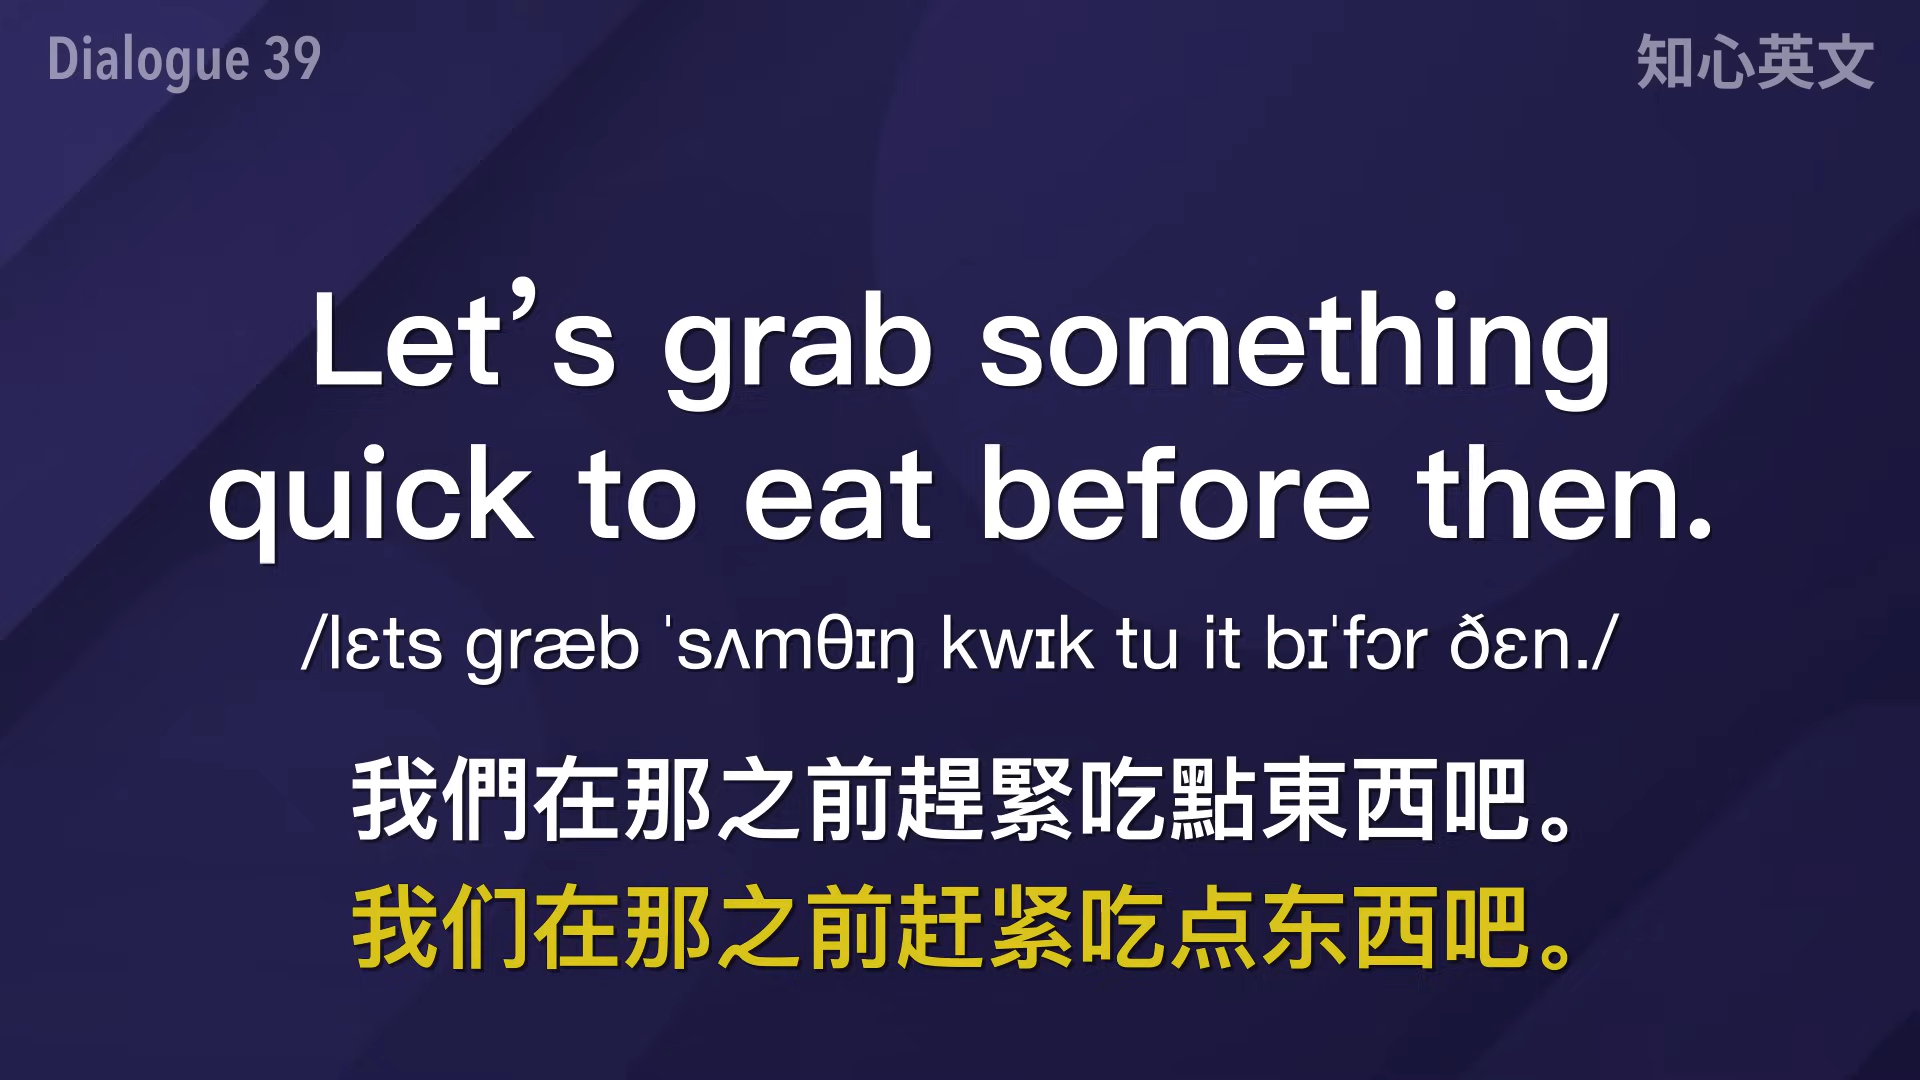 Dialogue 39
知心英文
Let’s grab something
quick to eat before then.
/lɛts græb ˈsʌmθɪŋ kwɪk tu it bɪˈfɔr ðɛn./
我們在那之前趕緊吃點東西吧。
我们在那之前赶紧吃点东西吧。